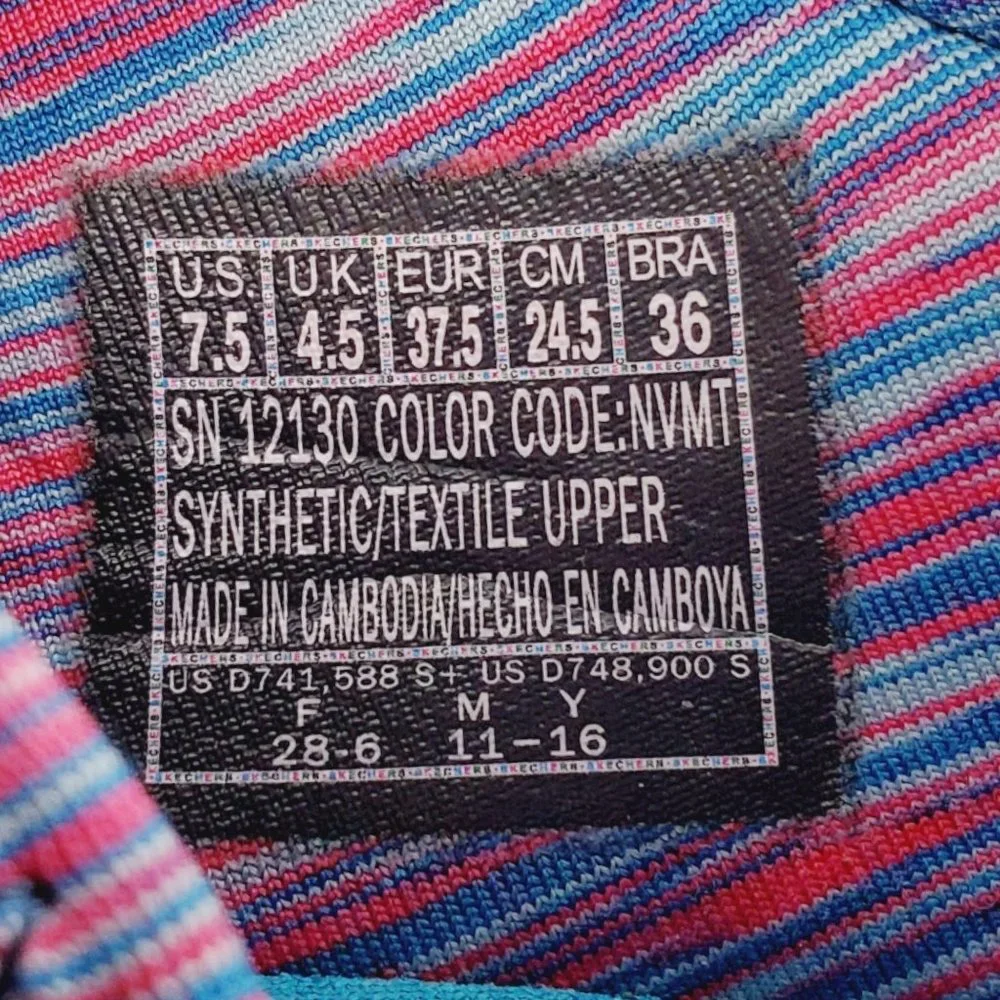 U.S. U.K. EUR CM BRA
7.5 4.5 37.5 24.5 36
SN 12130 COLOR CODE:NVMT
SYNTHETIC/TEXTILE UPPER
MADE IN CAMBODIA/HECHO EN CAMBOYA
US D741,588 S+ US D748,900 S
F M Y
28-6 11-16